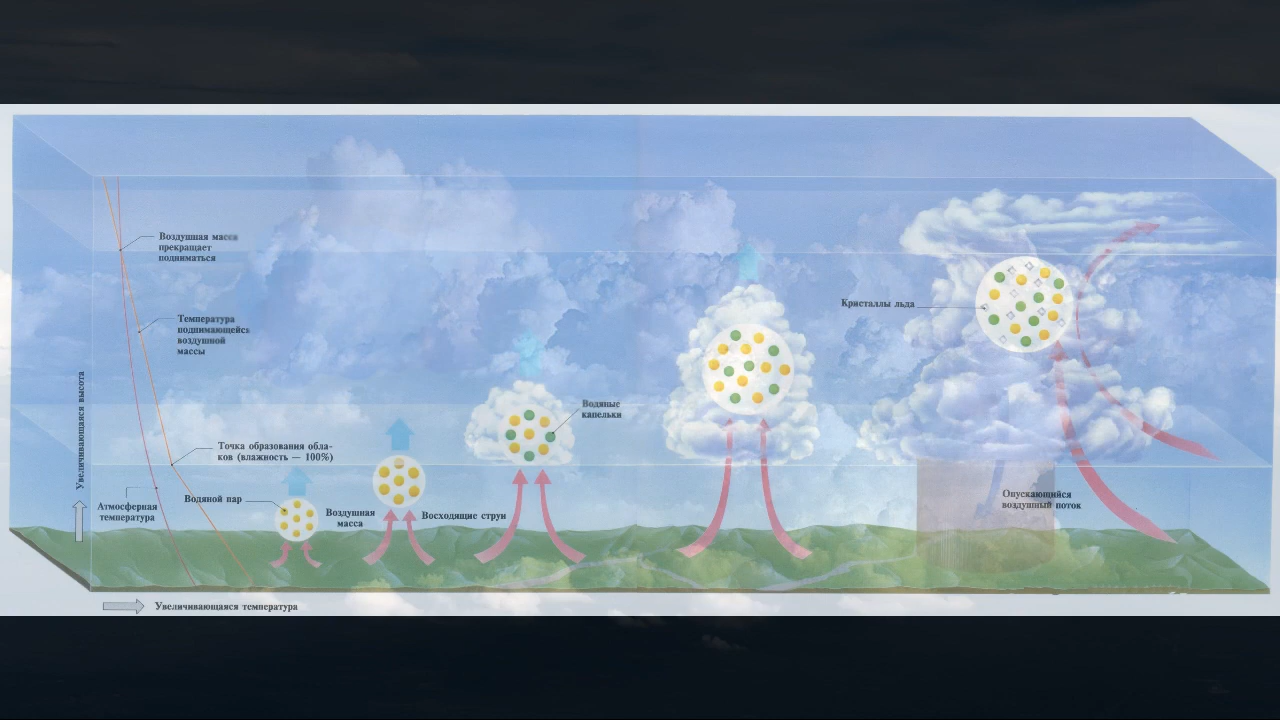 Воздушная масса
прекращает
подниматься
Температура
поднимающейся
воздушной
массы
Увеличивающаяся высота
Точка образования обла-
ков (влажность — 100%)
Атмосферная
температура
Водяной пар
Воздушная
масса
Восходящие струи
Водяные
капельки
Кристаллы льда
Опускающийся
воздушный поток
Увеличивающаяся температура